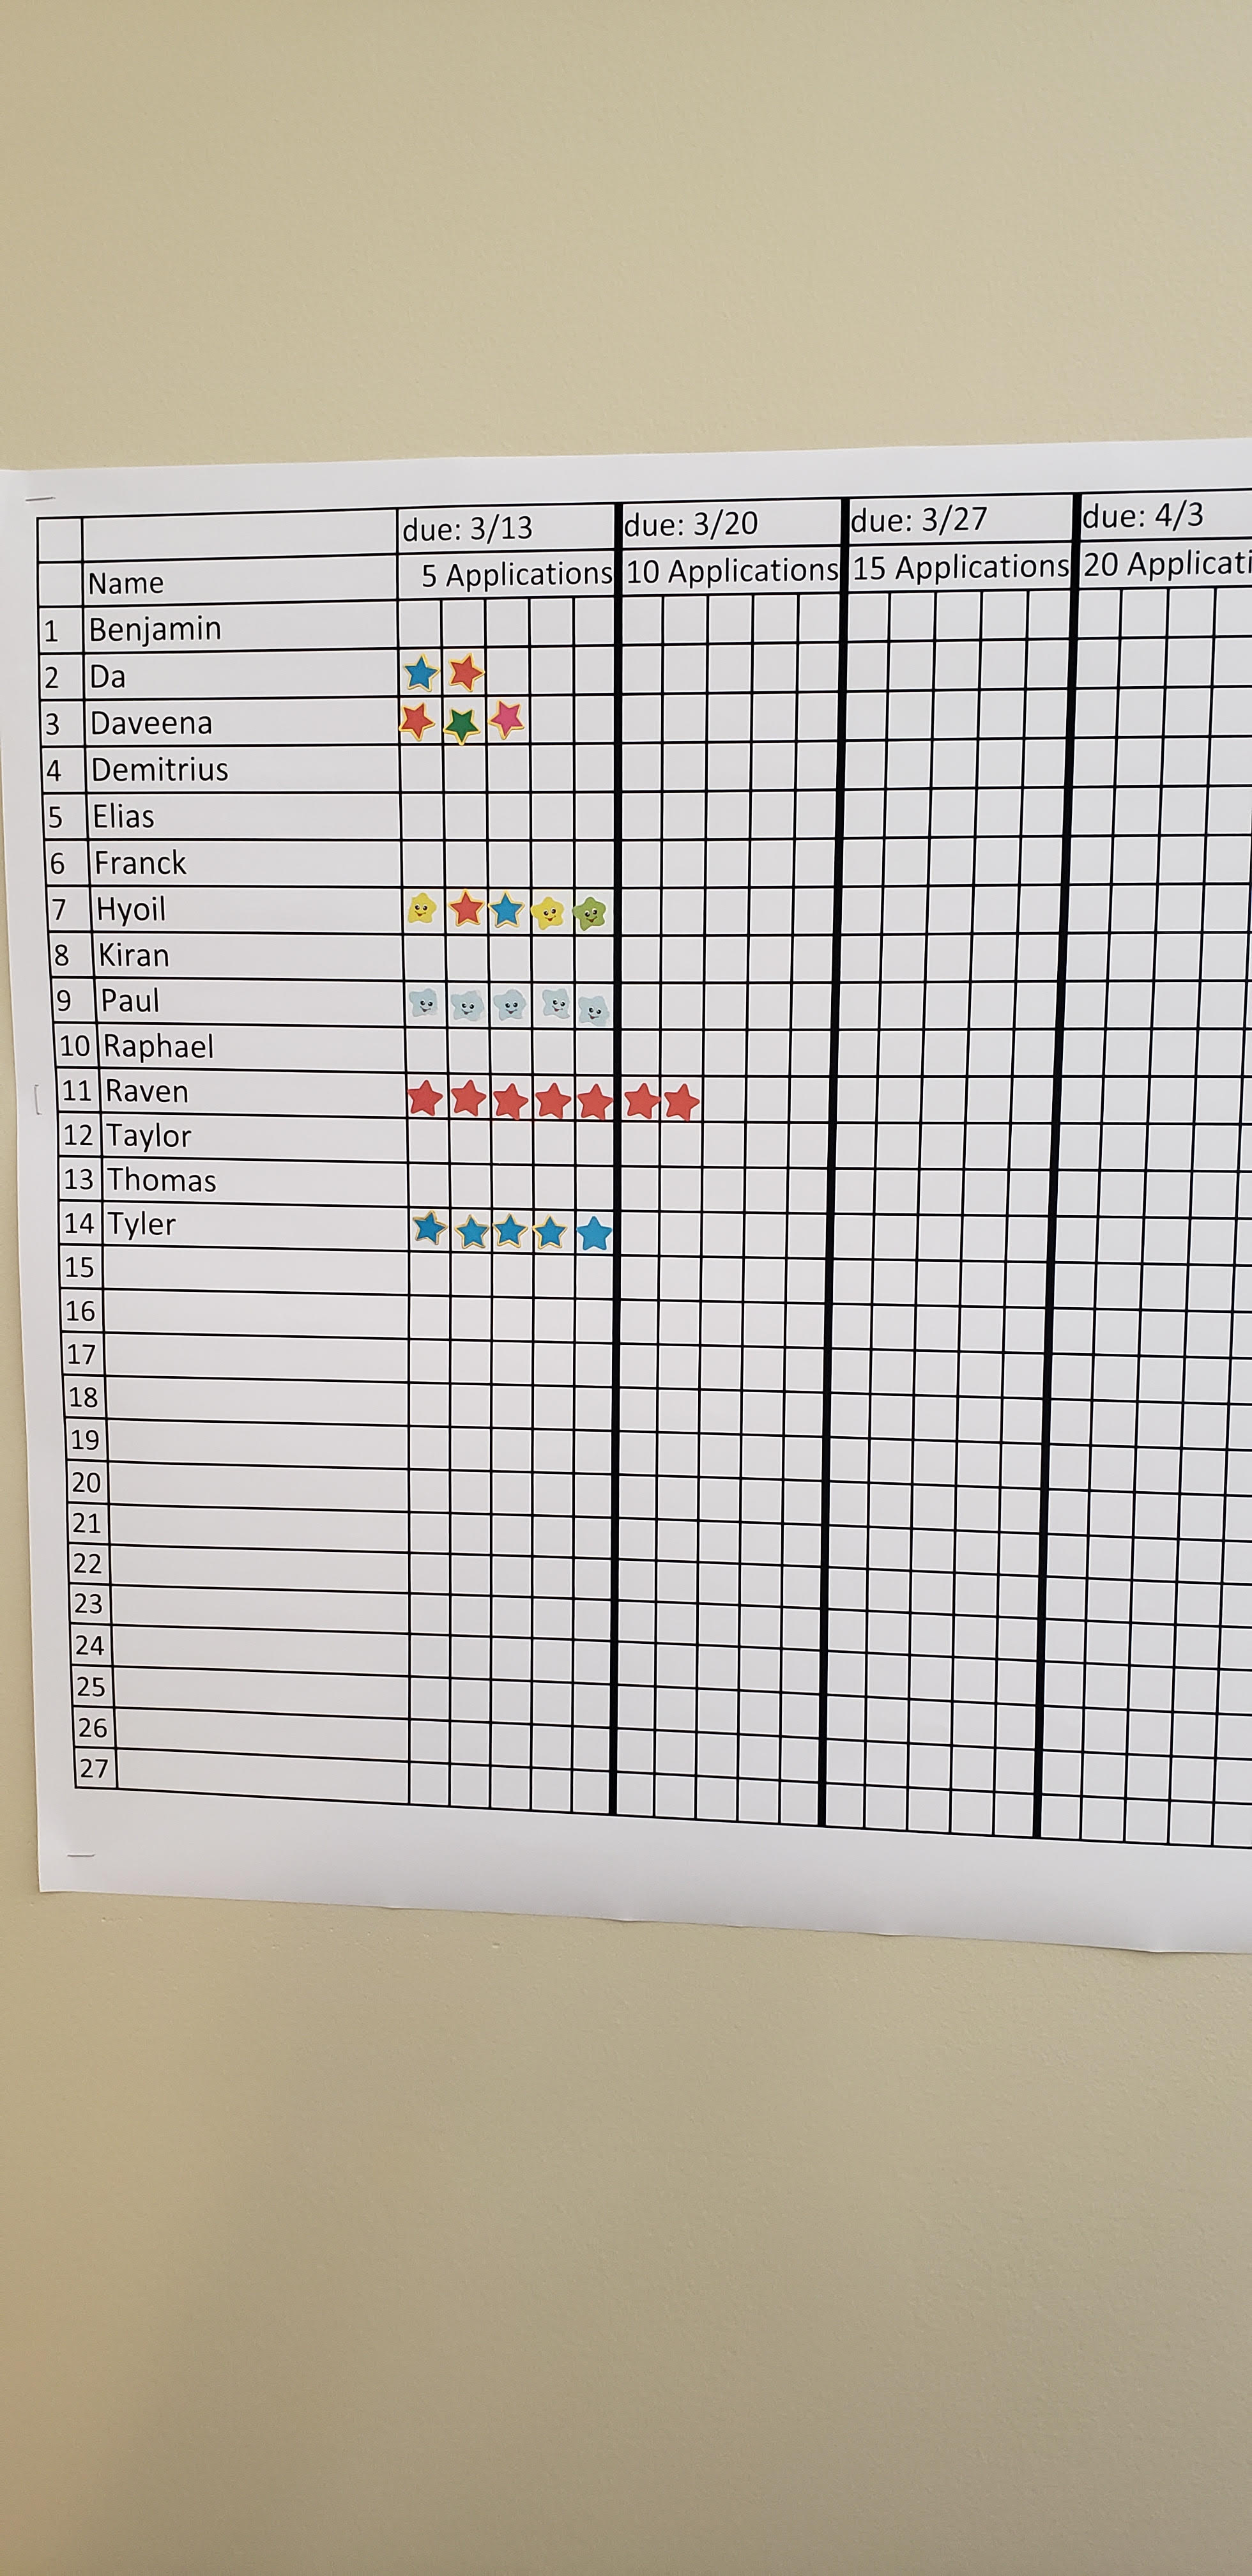 due: 3/13 due: 3/20 due: 3/27 due: 4/3
Name 5 Applications 10 Applications 15 Applications 20 Applicati
1 Benjamin
2 Da
3 Daveena
4 Demitrius
5 Elias
6 Franck
7 Hyoil
8 Kiran
9 Paul
10 Raphael
11 Raven
12 Taylor
13 Thomas
14 Tyler
15
16
17
18
19
20
21
22
23
24
25
26
27